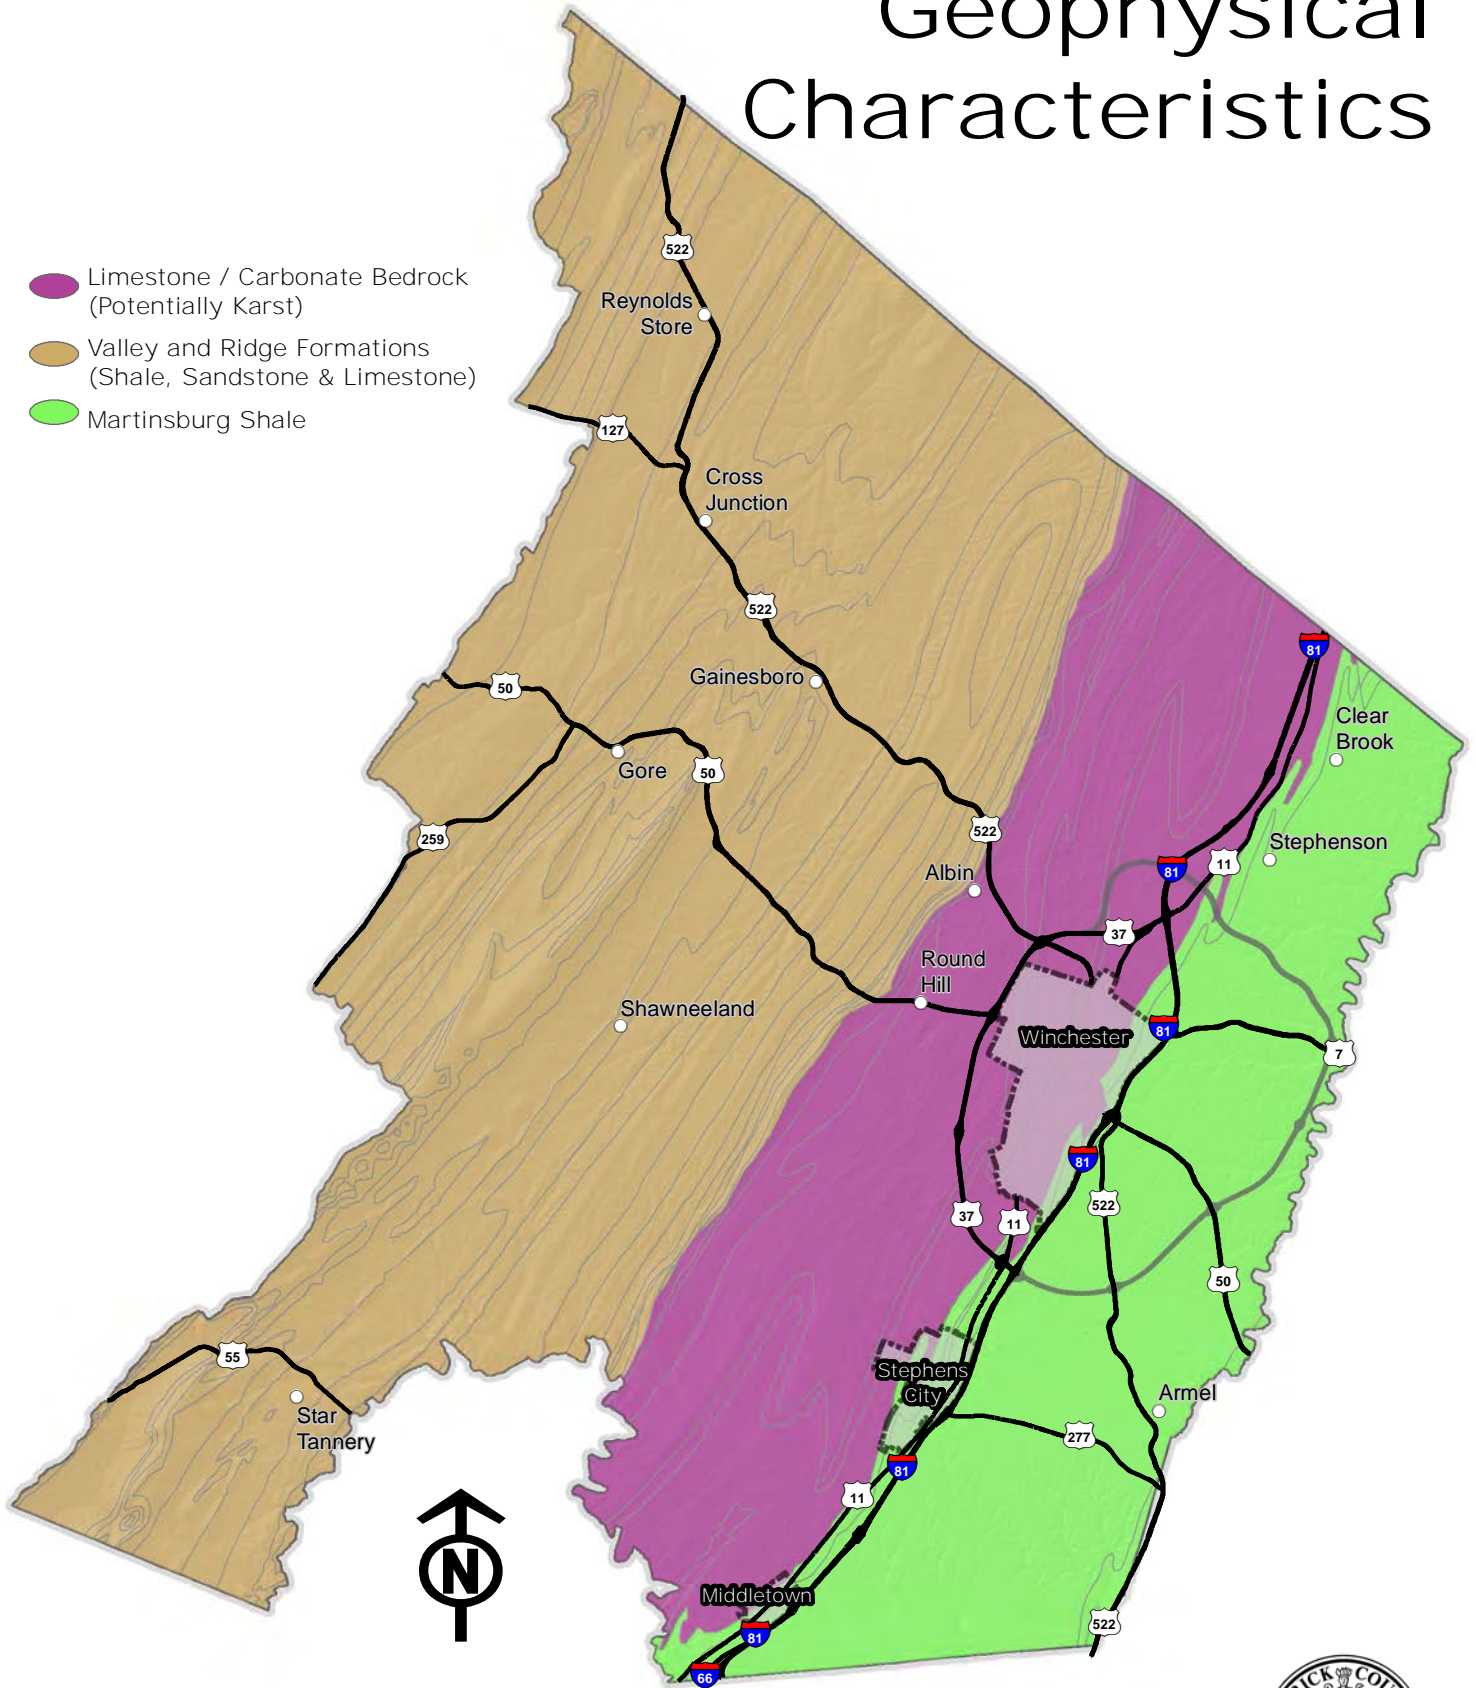 Geophysical
Characteristics
Limestone / Carbonate Bedrock
(Potentially Karst)
Valley and Ridge Formations
(Shale, Sandstone & Limestone)
Martinsburg Shale
522
Reynolds
Store
127
Cross
Junction
522
81
Gainesboro
50
Clear
Brook
Gore
50
522
259
Stephenson
11
81
Albin
37
Round
Hill
Shawneeland
Winchester
81
7
81
522
37
11
50
55
Stephens
City
Armel
Star
Tannery
277
81
11
N
Middletown
522
81
66